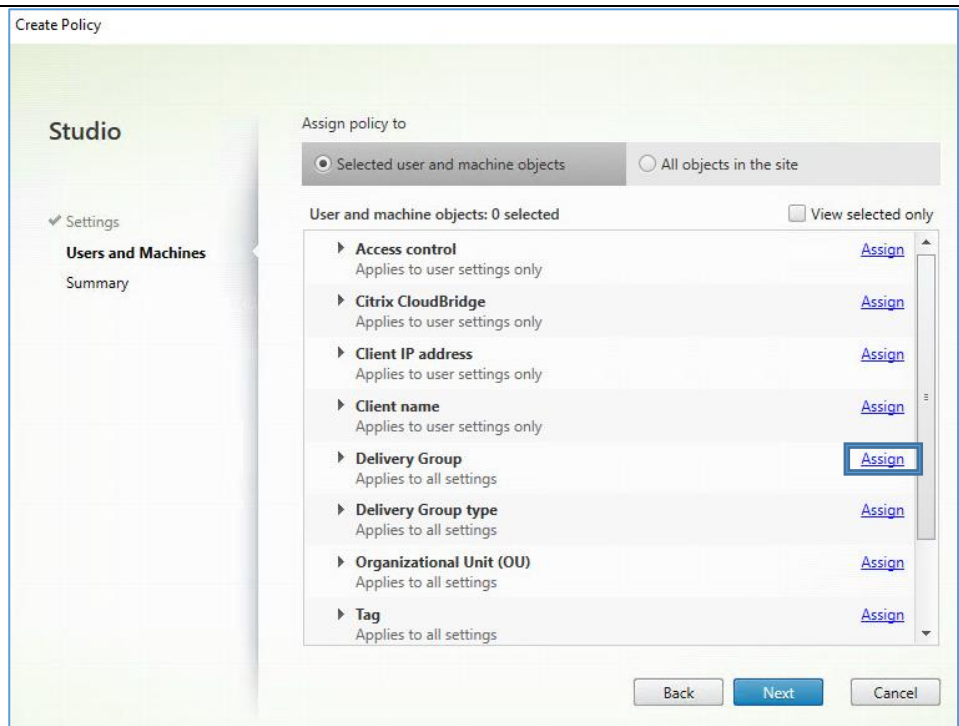 Create Policy
Studio
Settings
Users and Machines
Summary
Assign policy to
Selected user and machine objects
All objects in the site
User and machine objects: 0 selected
View selected only
Access control
Applies to user settings only
Assign
Citrix CloudBridge
Applies to user settings only
Assign
Client IP address
Applies to user settings only
Assign
Client name
Applies to user settings only
Assign
Delivery Group
Applies to all settings
Assign
Delivery Group type
Applies to all settings
Assign
Organizational Unit (OU)
Applies to all settings
Assign
Tag
Applies to all settings
Assign
Back
Next
Cancel